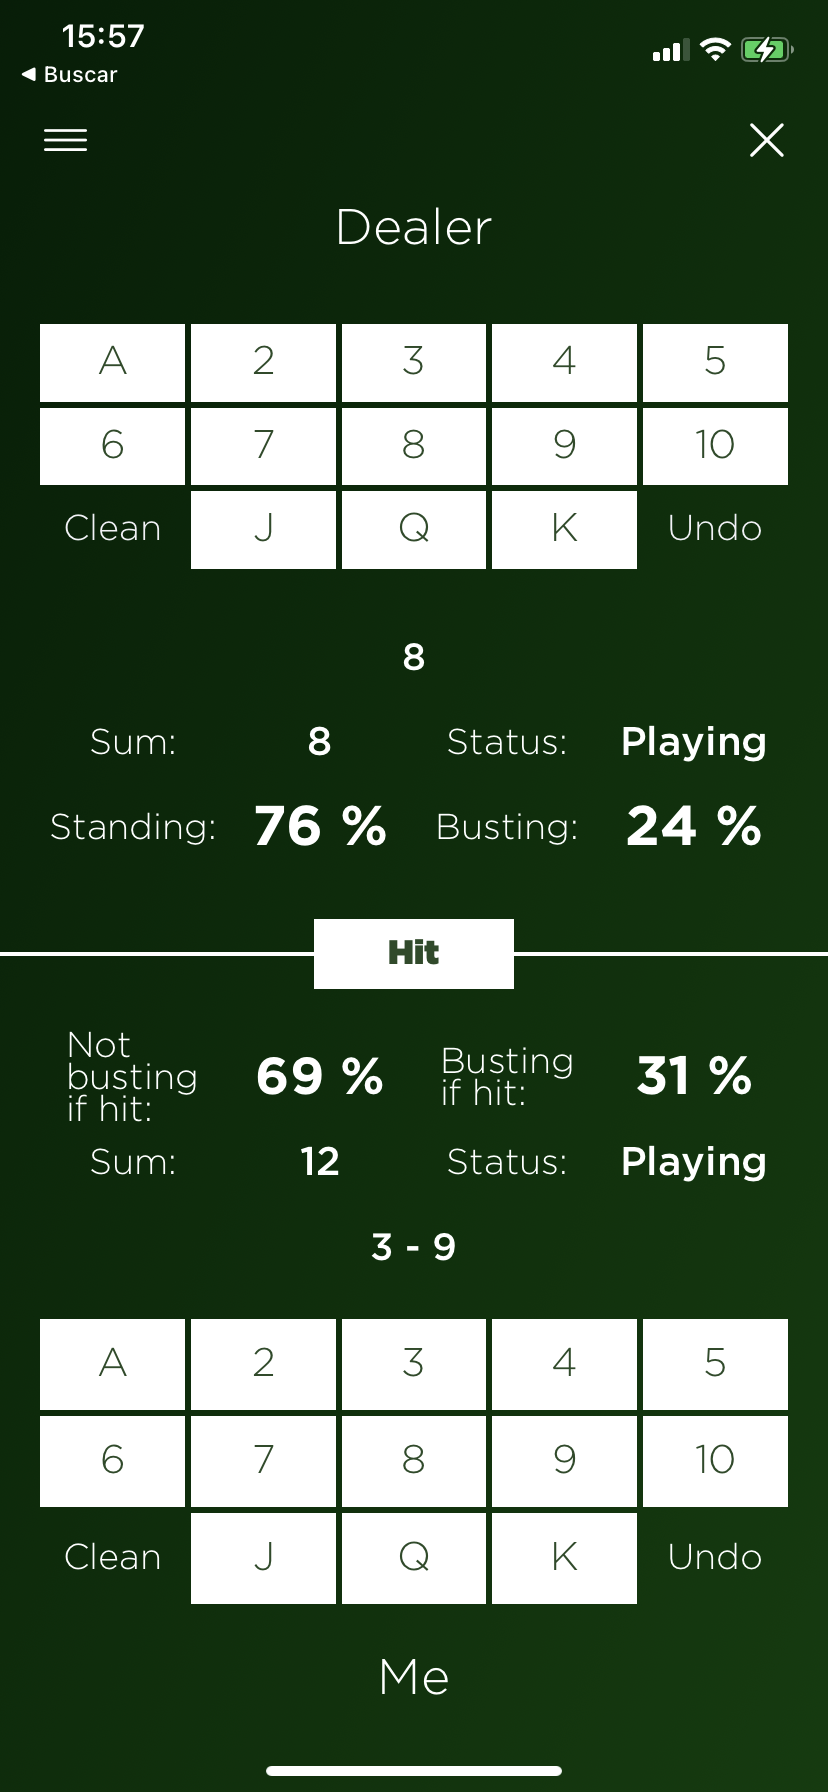 15:57
◀ Buscar
Dealer
A 2 3 4 5
6 7 8 9 10
Clean J Q K Undo
8
Sum: 8 Status: Playing
Standing: 76 % Busting: 24 %
Hit
Not
busting
if hit:
69 %
Busting
if hit:
31 %
Sum: 12 Status: Playing
3 - 9
A 2 3 4 5
6 7 8 9 10
Clean J Q K Undo
Me